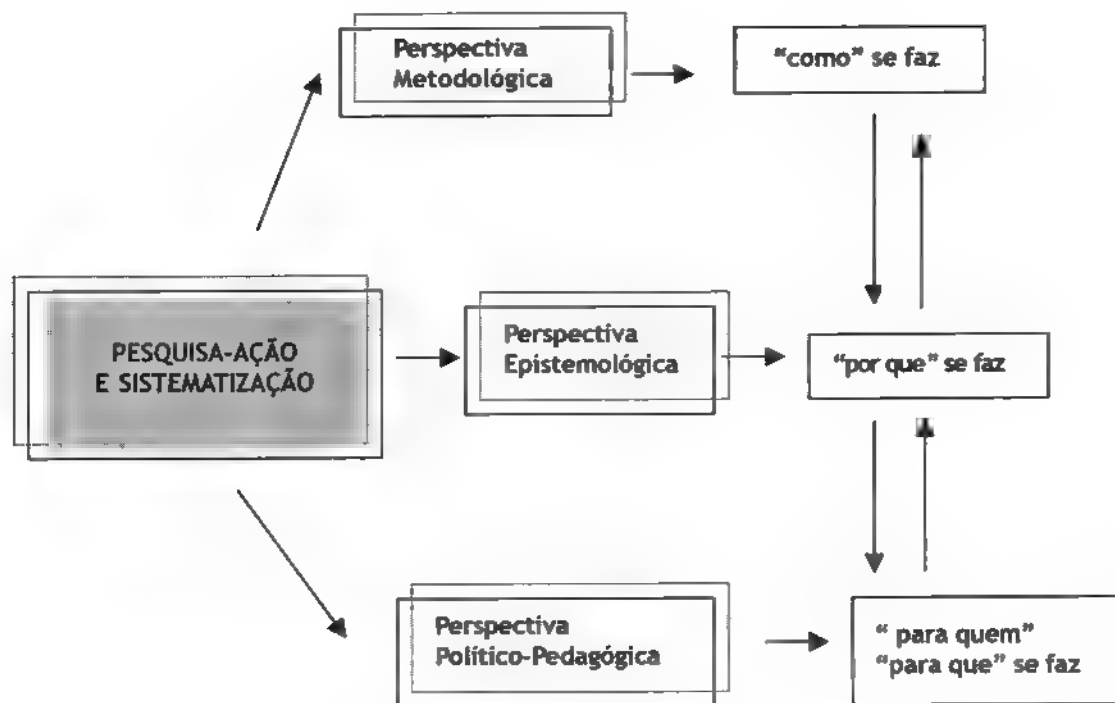 Perspectiva
Metodológica
“como” se faz
PESQUISA-AÇÃO
E SISTEMATIZAÇÃO
Perspectiva
Epistemológica
“por que” se faz
Perspectiva
Político-Pedagógica
“ para quem”
“para que” se faz